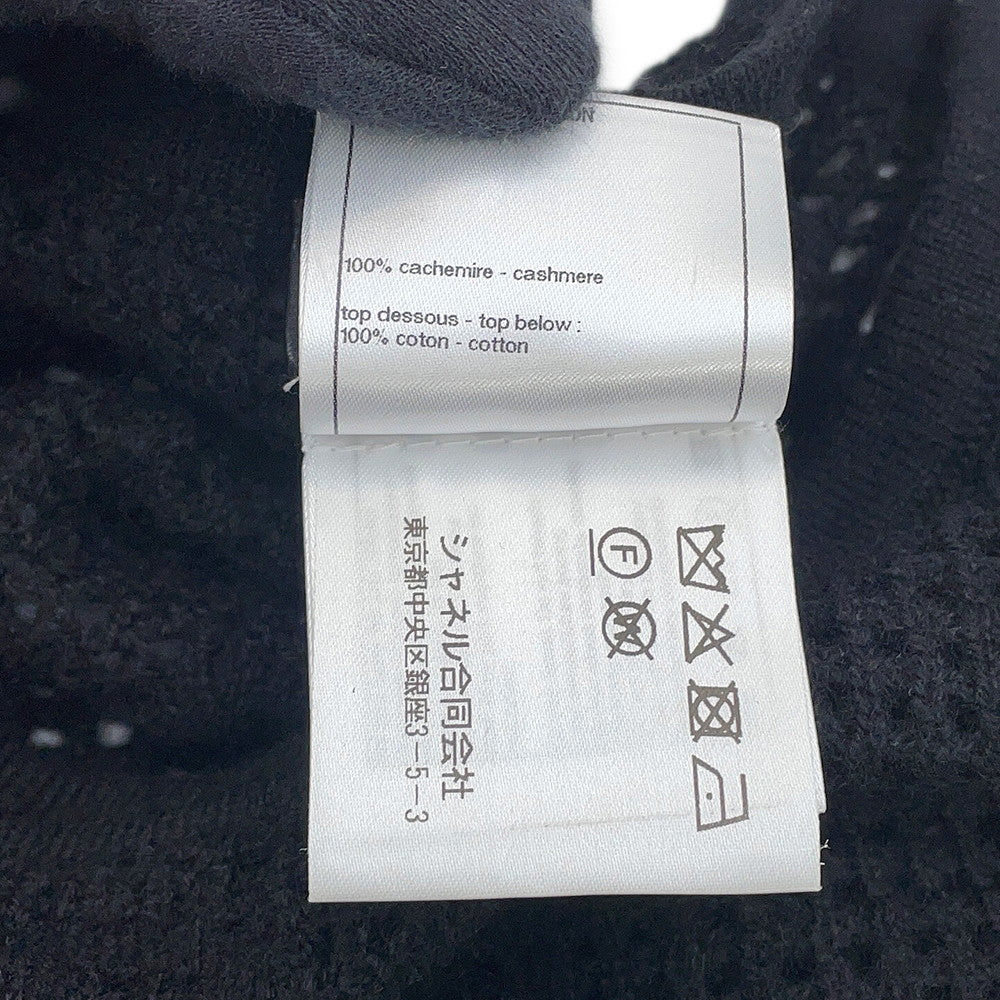 100% cachemire - cashmere
top dessous - top below :
100% coton - cotton
シャネル合同会社
東京都中央区銀座3-5-3
F
W